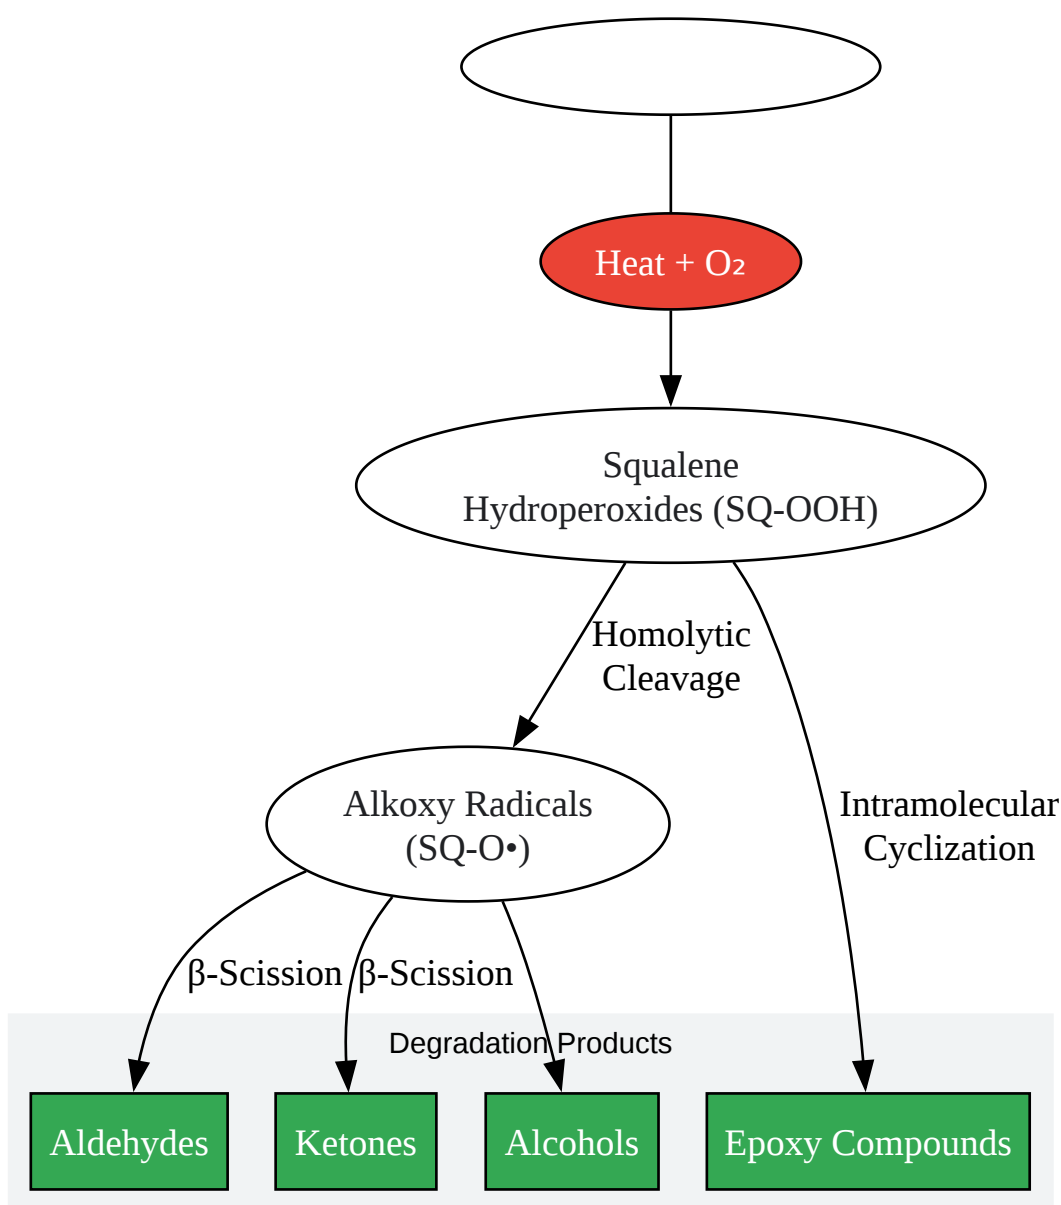 Heat + O₂
Squalene
Hydroperoxides (SQ-OOH)
Homolytic
Cleavage
Alkoxy Radicals
(SQ-O•)
Intramolecular
Cyclization
β-Scission
β-Scission
Degradation Products
Aldehydes
Ketones
Alcohols
Epoxy Compounds